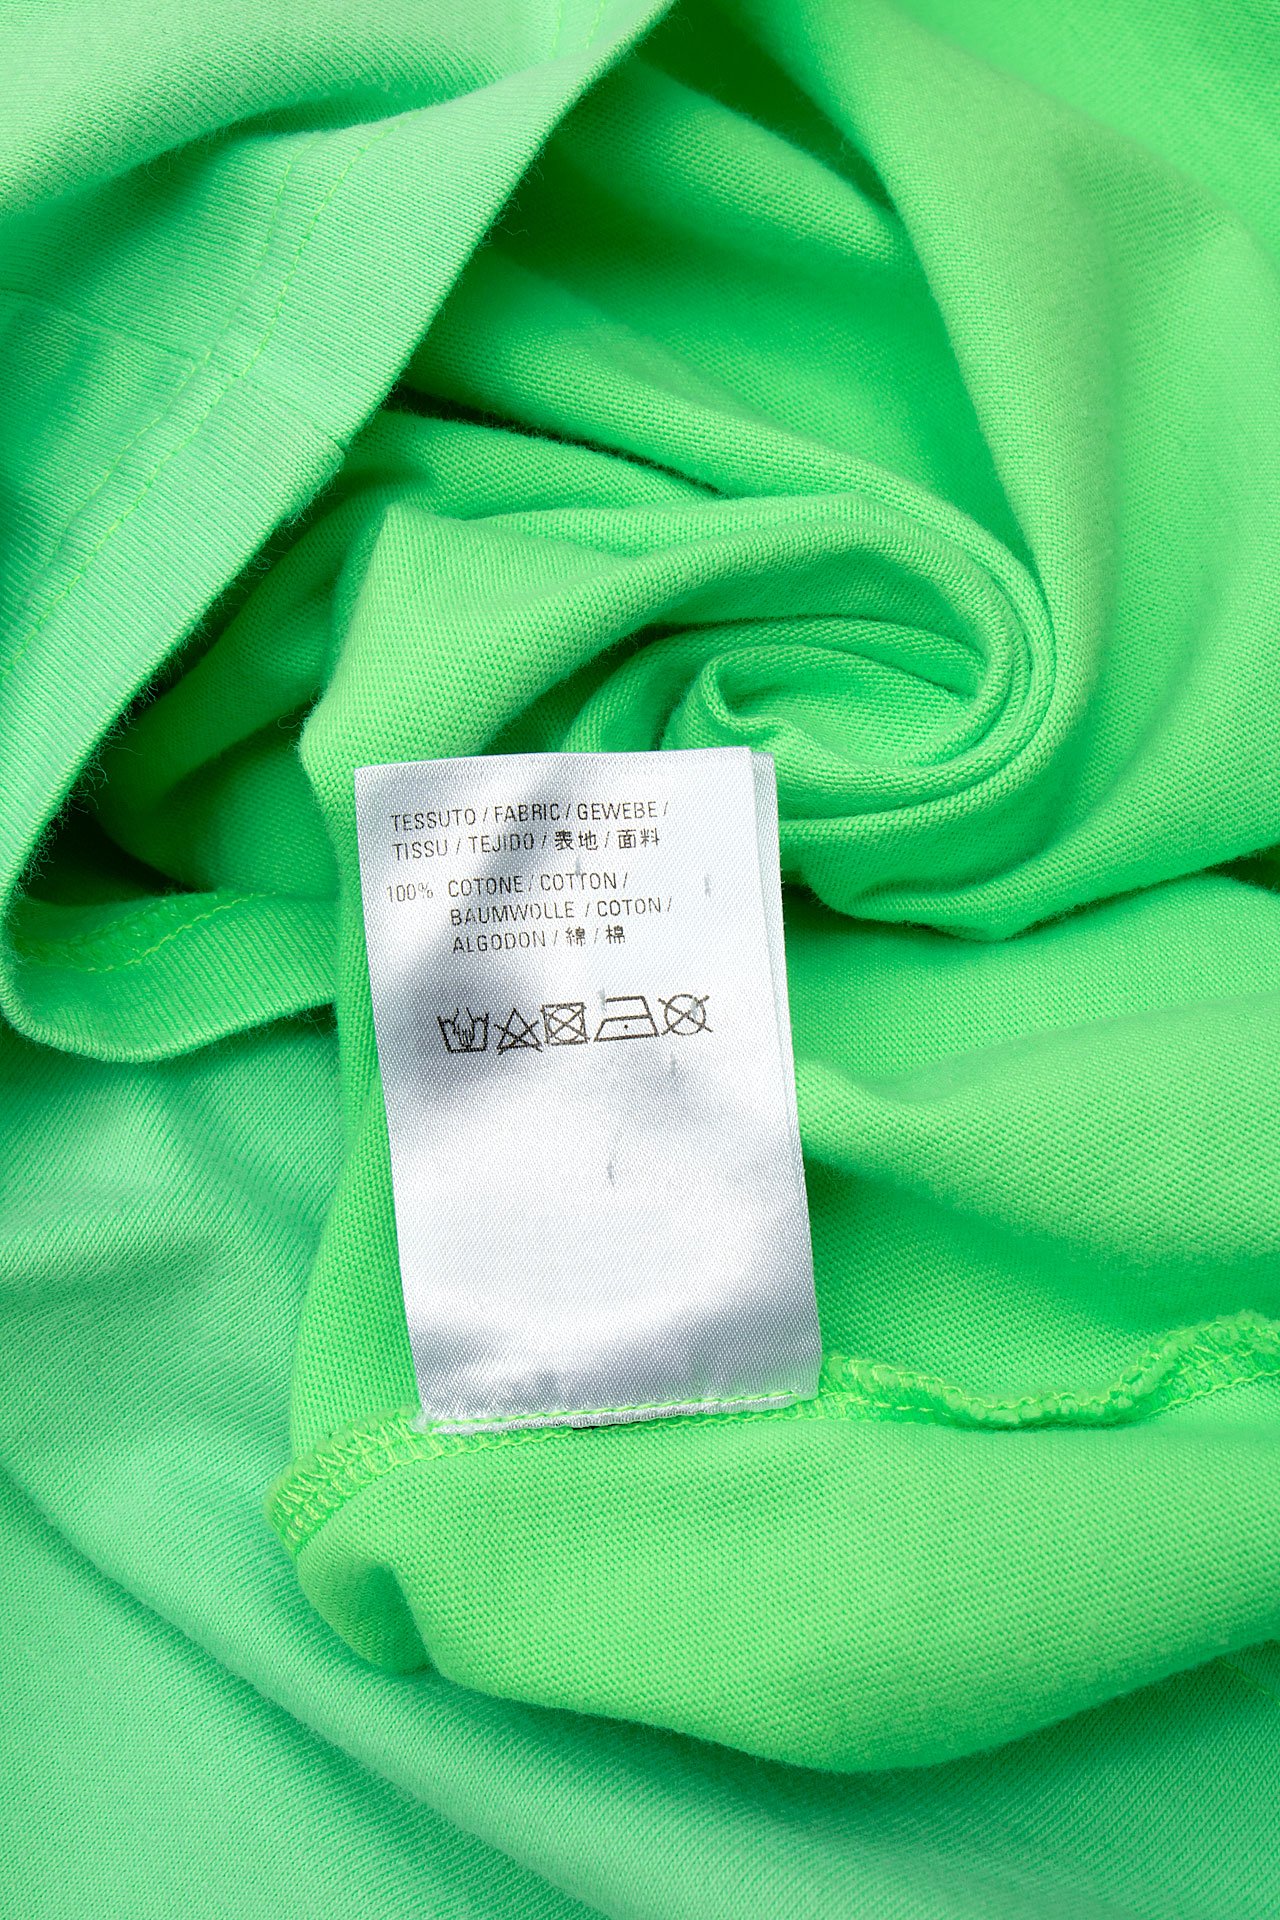 TESSUTO / FABRIC / GEWEBE /
TISSU / TEJIDO / 表地 / 面料
100% COTONE / COTTON /
BAUMWOLLE / COTON /
ALGODON / 綿 / 棉